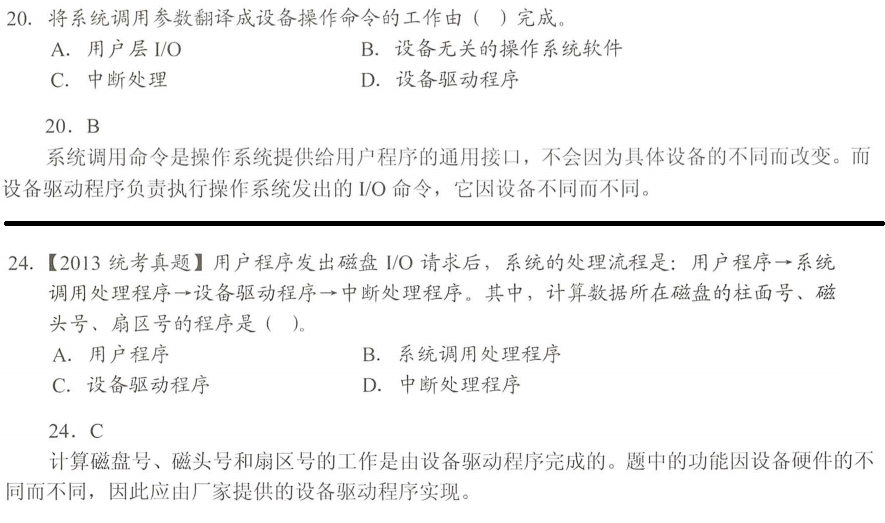 20. 将系统调用参数翻译成设备操作命令的工作由( )完成。
A. 用户层 I/O B. 设备无关的操作系统软件
C. 中断处理 D. 设备驱动程序
20. B
系统调用命令是操作系统提供给用户程序的通用接口，不会因为具体设备的不同而改变。而
设备驱动程序负责执行操作系统发出的 I/O 命令，它因设备不同而不同。
24.【2013 统考真题】用户程序发出磁盘 I/O 请求后，系统的处理流程是：用户程序→系统
调用处理程序→设备驱动程序→中断处理程序。其中，计算数据所在磁盘的柱面号、磁
头号、扇区号的程序是( )。
A. 用户程序 B. 系统调用处理程序
C. 设备驱动程序 D. 中断处理程序
24. C
计算磁盘号、磁头号和扇区号的工作是由设备驱动程序完成的。题中的功能因设备硬件的不
同而不同，因此应由厂家提供的设备驱动程序实现。